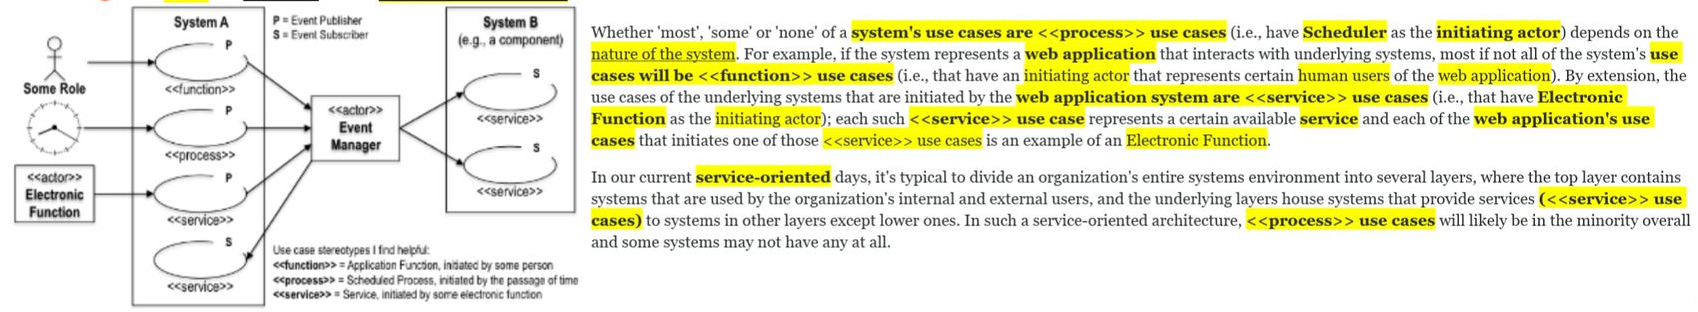 System A
P = Event Publisher
S = Event Subscriber
System B
(e.g., a component)
P
Some Role
<<function>>
P
<<process>>
<<actor>>
Electronic
Function
P
<<service>>
S
<<service>>
<<actor>>
Event
Manager
S
<<service>>
S
<<service>>
Use case stereotypes I find helpful:
<<function>> = Application Function, initiated by some person
<<process>> = Scheduled Process, initiated by the passage of time
<<service>> = Service, initiated by some electronic function
Whether 'most', 'some' or 'none' of a system's use cases are <<process>> use cases (i.e., have Scheduler as the initiating actor) depends on the
nature of the system. For example, if the system represents a web application that interacts with underlying systems, most if not all of the system's use
cases will be <<function>> use cases (i.e., that have an initiating actor that represents certain human users of the web application). By extension, the
use cases of the underlying systems that are initiated by the web application system are <<service>> use cases (i.e., that have Electronic
Function as the initiating actor); each such <<service>> use case represents a certain available service and each of the web application's use
cases that initiates one of those <<service>> use cases is an example of an Electronic Function.
In our current service-oriented days, it's typical to divide an organization's entire systems environment into several layers, where the top layer contains
systems that are used by the organization's internal and external users, and the underlying layers house systems that provide services (<<service>> use
cases) to systems in other layers except lower ones. In such a service-oriented architecture, <<process>> use cases will likely be in the minority overall
and some systems may not have any at all.